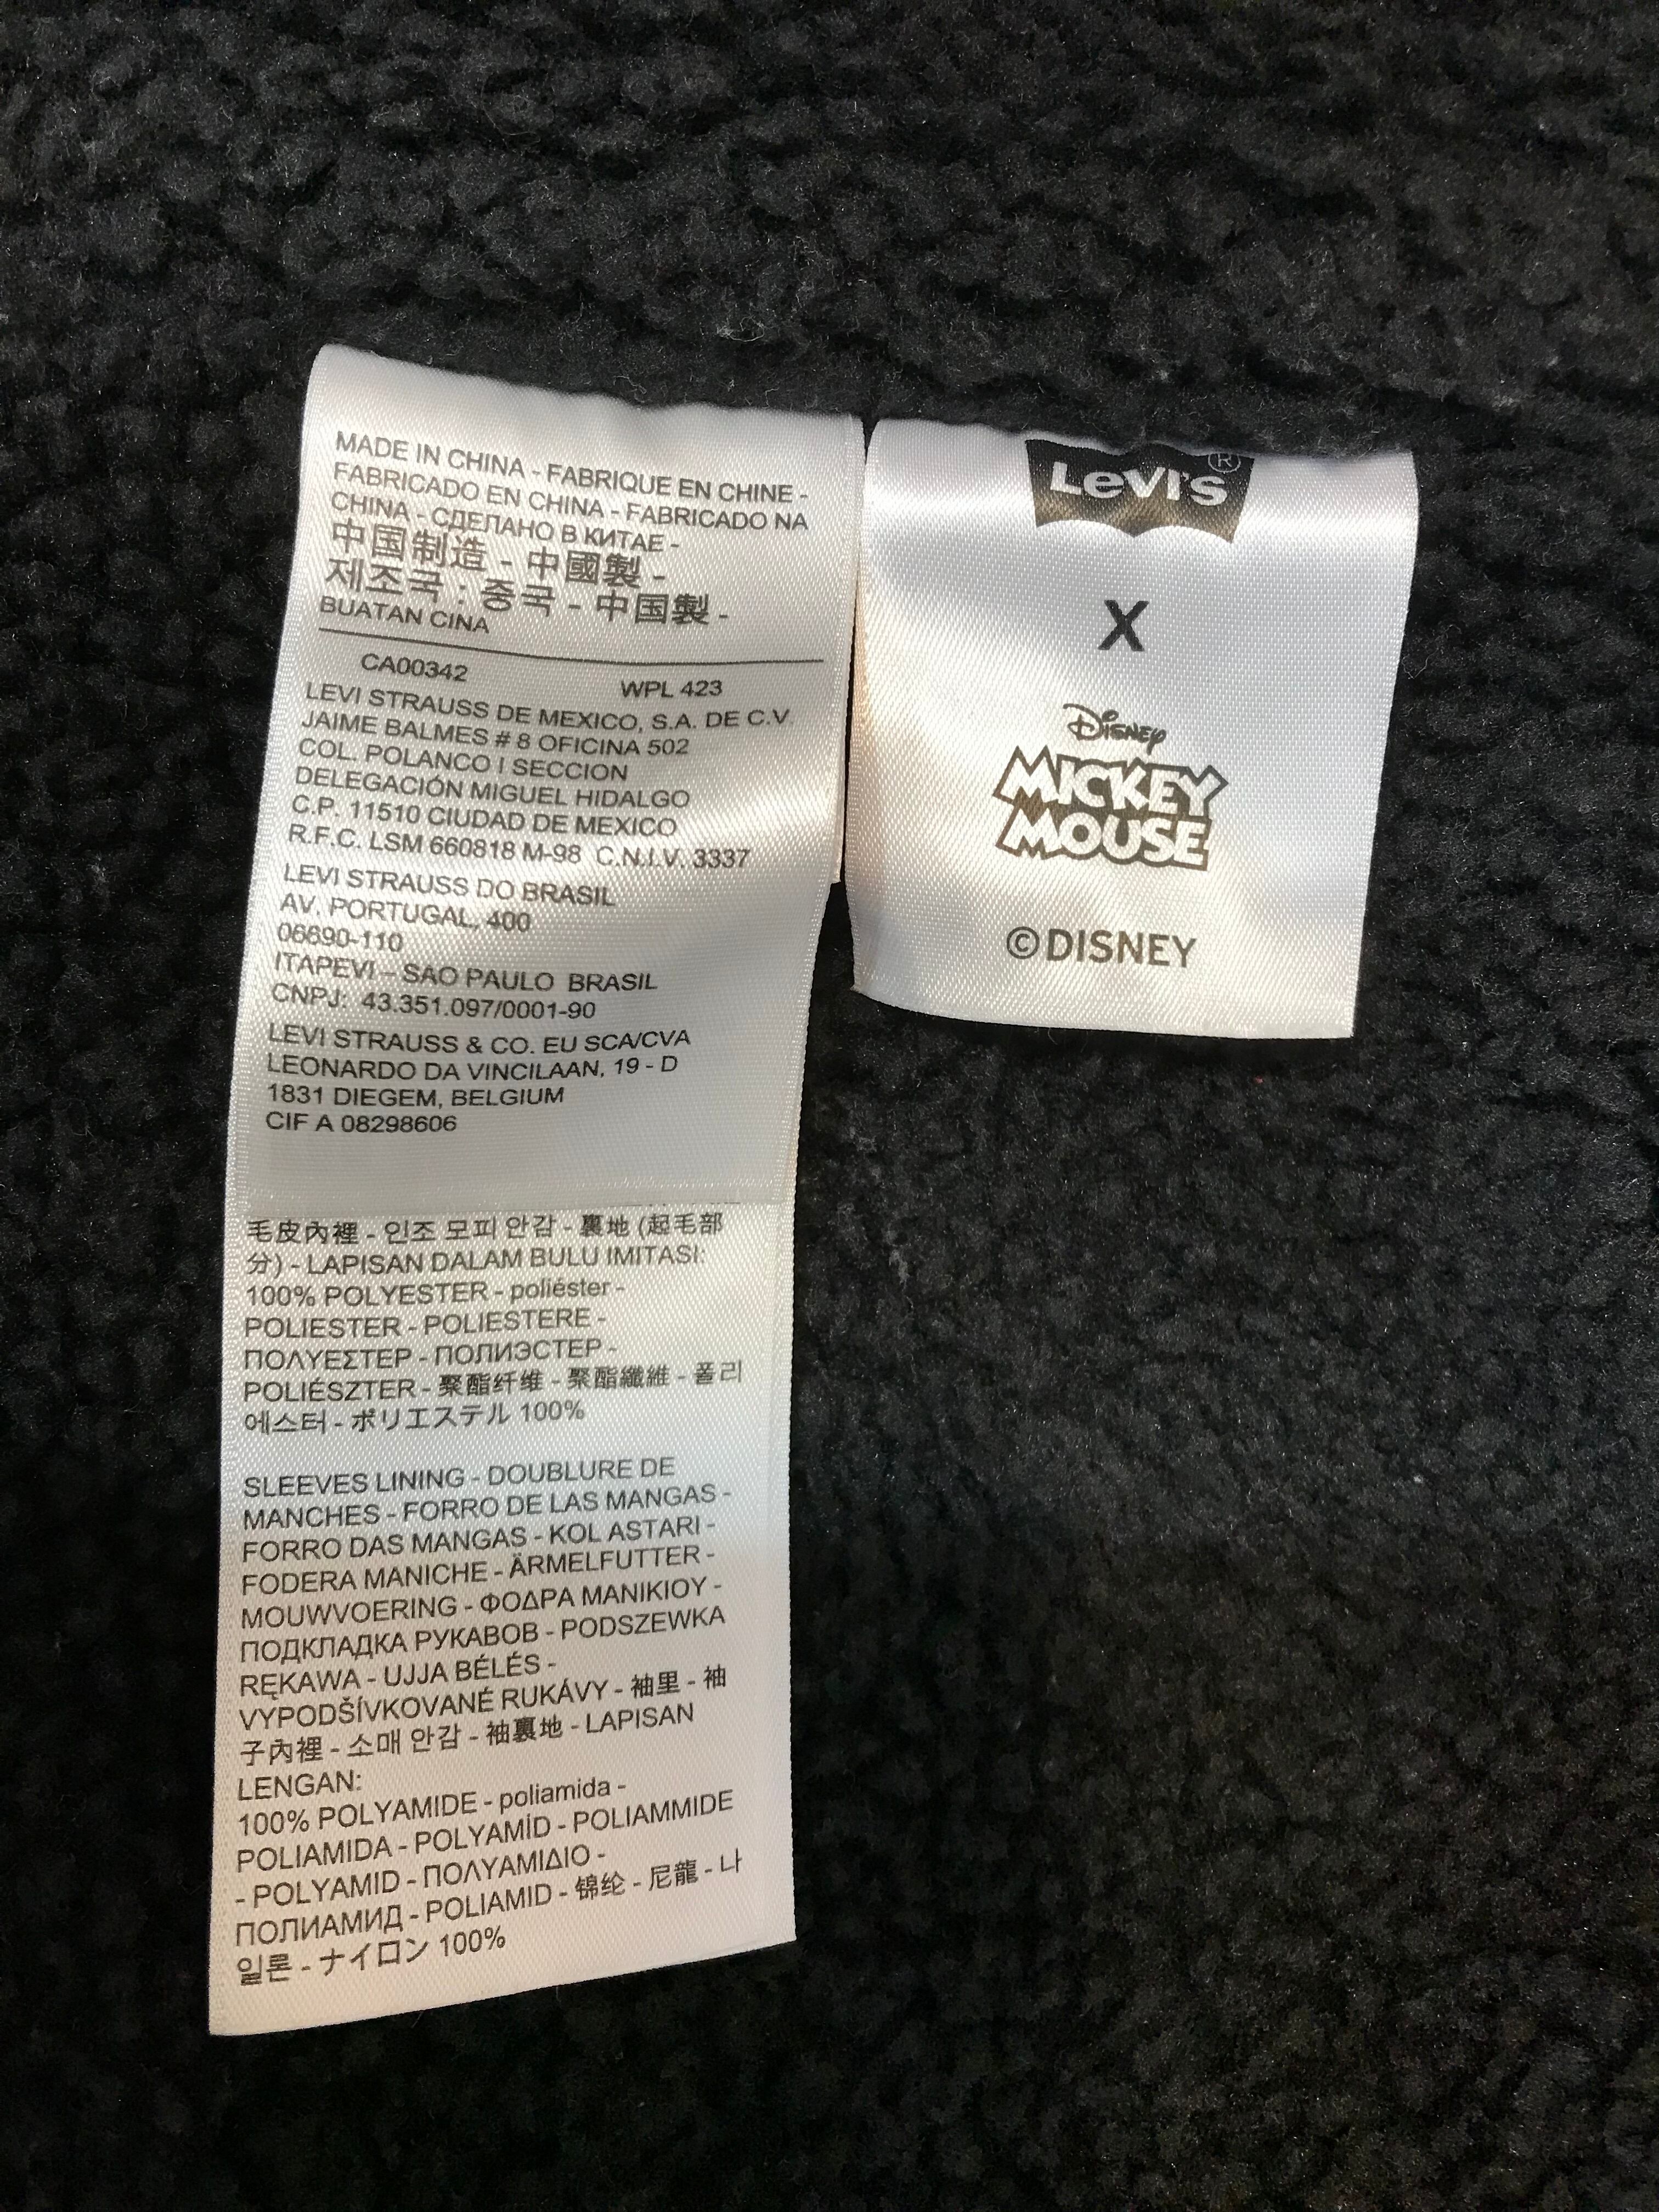 MADE IN CHINA - FABRIQUE EN CHINE -
FABRICADO EN CHINA - FABRICADO NA
CHINA - СДЕЛАНО В КИТАЕ -
中国制造 - 中國製 -
제조국 : 중국 - 中国製 -
BUATAN CINA
CA00342 WPL 423
LEVI STRAUSS DE MEXICO, S.A. DE C.V.
JAIME BALMES # 8 OFICINA 502
COL. POLANCO I SECCION
DELEGACIÓN MIGUEL HIDALGO
C.P. 11510 CIUDAD DE MEXICO
R.F.C. LSM 660818 M-98 C.N.I.V. 3337
LEVI STRAUSS DO BRASIL
AV. PORTUGAL, 400
06690-110
ITAPEVI – SAO PAULO BRASIL
CNPJ: 43.351.097/0001-90
LEVI STRAUSS & CO. EU SCA/CVA
LEONARDO DA VINCILAAN, 19 - D
1831 DIEGEM, BELGIUM
CIF A 08298606
毛皮內裡 - 인조 모피 안감 - 裏地 (起毛部
分) - LAPISAN DALAM BULU IMITASI:
100% POLYESTER - poliéster -
POLIESTER - POLIESTERE -
ΠΟΛΥΕΣΤΕΡ - ПОЛИЭСТЕР -
POLIÉSZTER - 聚酯纤维 - 聚酯纖維 - 폴리
에스터 - ポリエステル 100%
SLEEVES LINING - DOUBLURE DE
MANCHES - FORRO DE LAS MANGAS -
FORRO DAS MANGAS - KOL ASTARI -
FODERA MANICHE - ÄRMELFUTTER -
MOUWVOERING - ΦΟΔΡΑ ΜΑΝΙΚΙΟΥ -
ПОДКЛАДКА РУКАВОВ - PODSZEWKA
RĘKAWA - UJJA BÉLÉS -
VYPODŠÍVKOVANÉ RUKÁVY - 袖里 - 袖
子內裡 - 소매 안감 - 袖裏地 - LAPISAN
LENGAN:
100% POLYAMIDE - poliamida -
POLIAMIDA - POLYAMİD - POLIAMMIDE
- POLYAMID - ΠΟΛΥΑΜΙΔΙΟ -
ПОЛИАМИД - POLIAMID - 锦纶 - 尼龍 - 나
일론 - ナイロン 100%
Levi's ®
X
Disney
MICKEY
MOUSE
©DISNEY